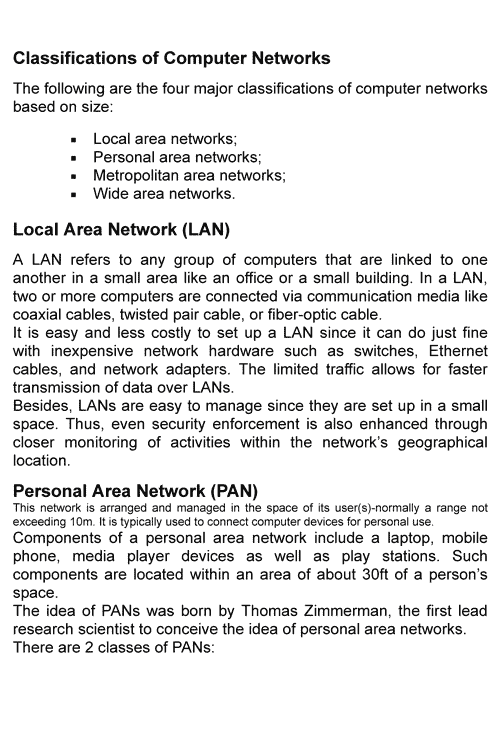 Classifications of Computer Networks
The following are the four major classifications of computer networks
based on size:
▪ Local area networks;
▪ Personal area networks;
▪ Metropolitan area networks;
▪ Wide area networks.
Local Area Network (LAN)
A LAN refers to any group of computers that are linked to one
another in a small area like an office or a small building. In a LAN,
two or more computers are connected via communication media like
coaxial cables, twisted pair cable, or fiber-optic cable.
It is easy and less costly to set up a LAN since it can do just fine
with inexpensive network hardware such as switches, Ethernet
cables, and network adapters. The limited traffic allows for faster
transmission of data over LANs.
Besides, LANs are easy to manage since they are set up in a small
space. Thus, even security enforcement is also enhanced through
closer monitoring of activities within the network’s geographical
location.
Personal Area Network (PAN)
This network is arranged and managed in the space of its user(s)-normally a range not
exceeding 10m. It is typically used to connect computer devices for personal use.
Components of a personal area network include a laptop, mobile
phone, media player devices as well as play stations. Such
components are located within an area of about 30ft of a person’s
space.
The idea of PANs was born by Thomas Zimmerman, the first lead
research scientist to conceive the idea of personal area networks.
There are 2 classes of PANs: